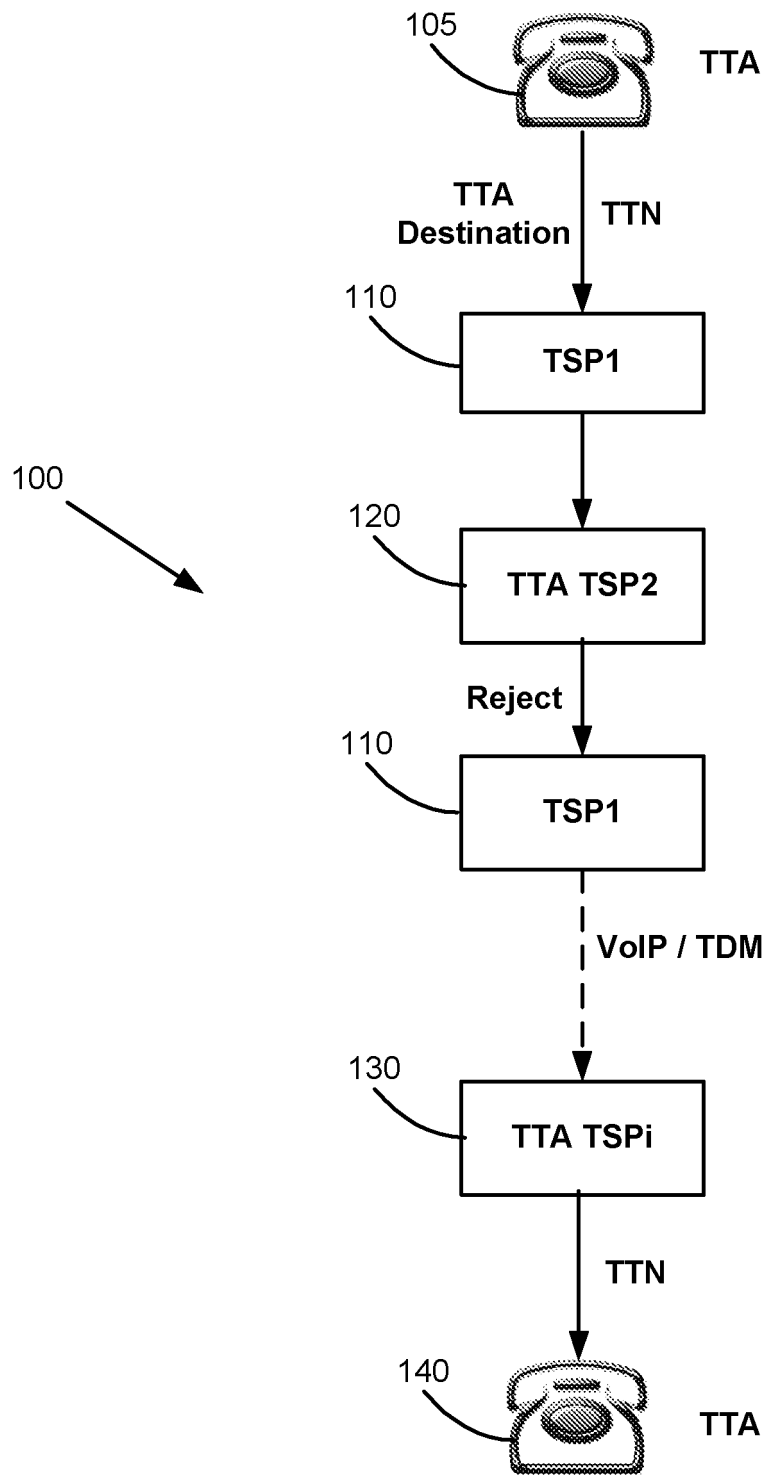 105
TTA
TTA
Destination
TTN
110
TSP1
100
120
TTA TSP2
Reject
110
TSP1
VoIP / TDM
130
TTA TSPi
TTN
140
TTA